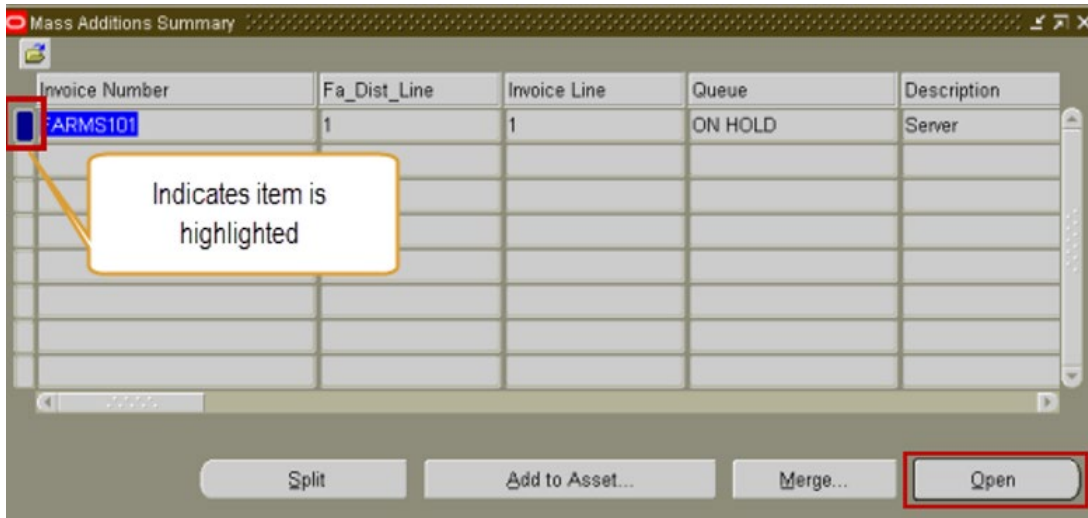 Mass Additions Summary
Invoice Number Fa_Dist_Line Invoice Line Queue Description
FARMS101 1 1 ON HOLD Server
Indicates item is
highlighted
Split Add to Asset... Merge... Open